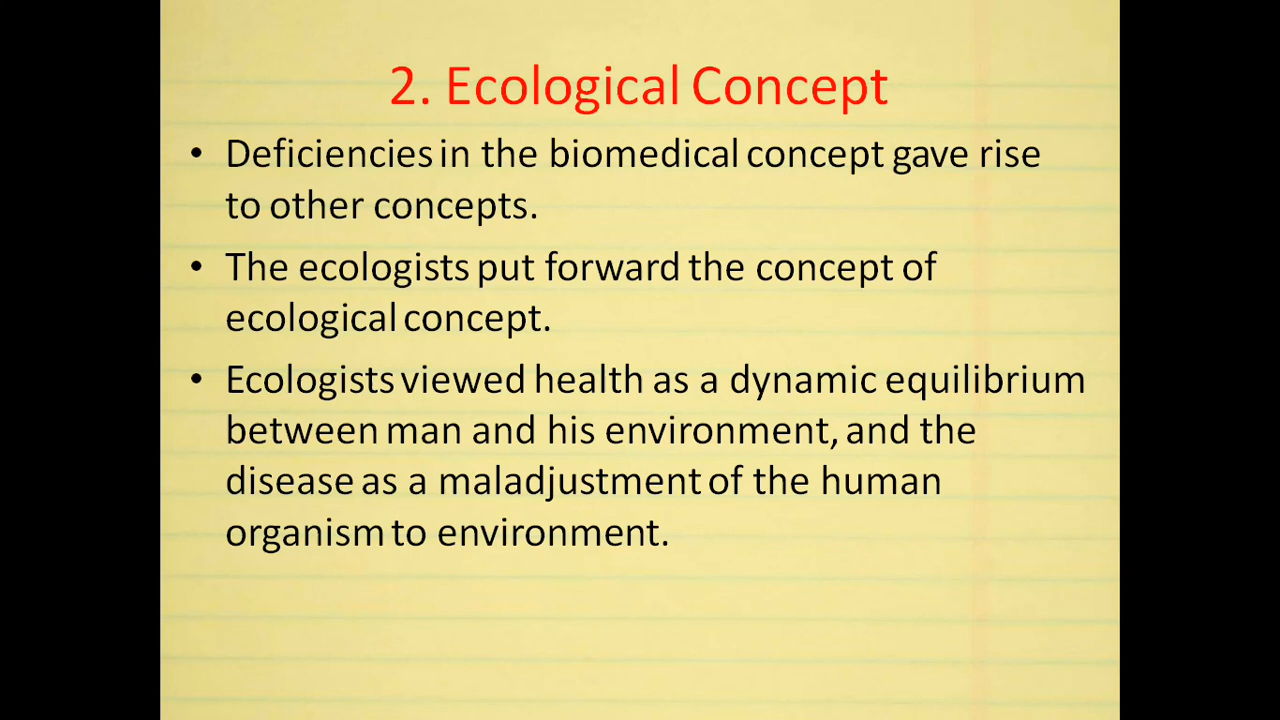 2. Ecological Concept
• Deficiencies in the biomedical concept gave rise
to other concepts.
• The ecologists put forward the concept of
ecological concept.
• Ecologists viewed health as a dynamic equilibrium
between man and his environment, and the
disease as a maladjustment of the human
organism to environment.